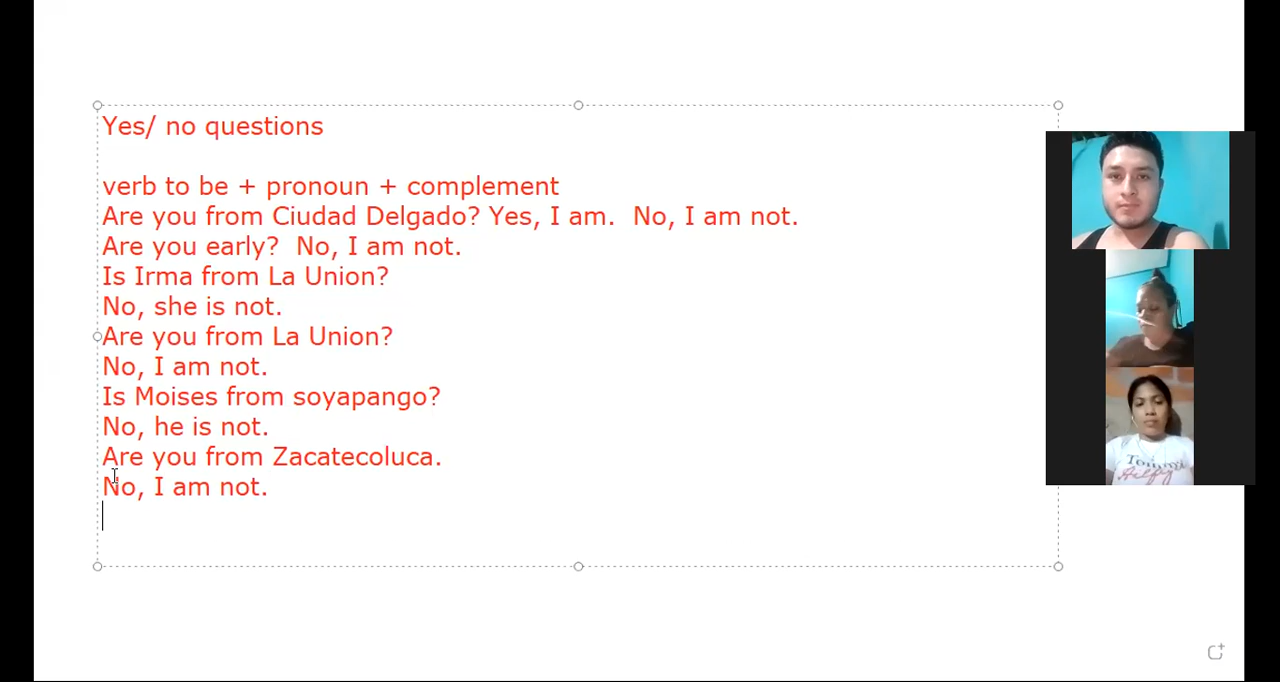 Yes/ no questions
verb to be + pronoun + complement
Are you from Ciudad Delgado? Yes, I am.  No, I am not.
Are you early?  No, I am not.
Is Irma from La Union?
No, she is not.
Are you from La Union?
No, I am not.
Is Moises from soyapango?
No, he is not.
Are you from Zacatecoluca.
No, I am not.
Tommy
Hilfiger